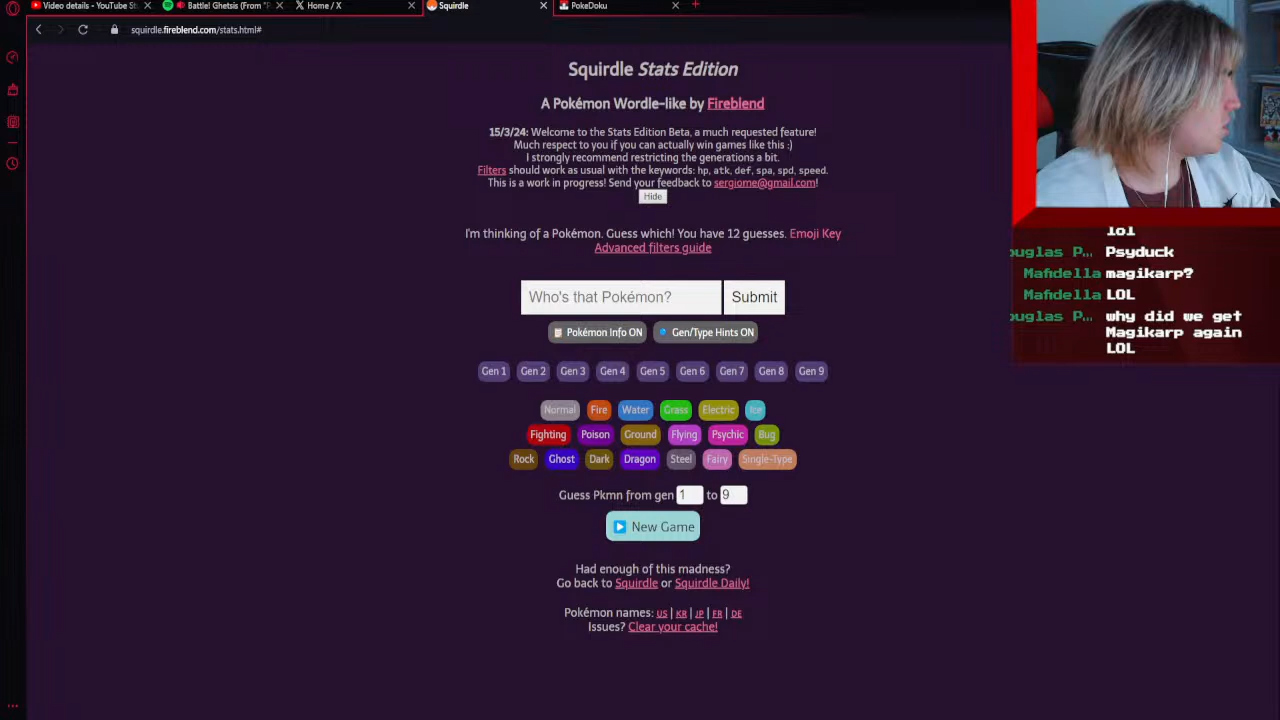 Video details - YouTube St
Battle! Ghetsis (From "P
Home / X
Squirdle
PokeDoku
squirdle.fireblend.com/stats.html#
Squirdle Stats Edition
A Pokémon Wordle-like by Fireblend
15/3/24: Welcome to the Stats Edition Beta, a much requested feature!
Much respect to you if you can actually win games like this :)
I strongly recommend restricting the generations a bit.
Filters should work as usual with the keywords: hp, atk, def, spa, spd, speed.
This is a work in progress! Send your feedback to sergiome@gmail.com!
Hide
I'm thinking of a Pokémon. Guess which! You have 12 guesses. Emoji Key
Advanced filters guide
Who's that Pokémon? Submit
Pokémon Info ON Gen/Type Hints ON
Gen 1 Gen 2 Gen 3 Gen 4 Gen 5 Gen 6 Gen 7 Gen 8 Gen 9
Normal Fire Water Grass Electric Ice
Fighting Poison Ground Flying Psychic Bug
Rock Ghost Dark Dragon Steel Fairy Single-Type
Guess Pkmn from gen 1 to 9
New Game
Had enough of this madness?
Go back to Squirdle or Squirdle Daily!
Pokémon names: US | KR | JP | FR | DE
Issues? Clear your cache!
lol
ouglas P... Psyduck
Mafidella magikarp?
Mafidella LOL
ouglas P... why did we get
Magikarp again
LOL